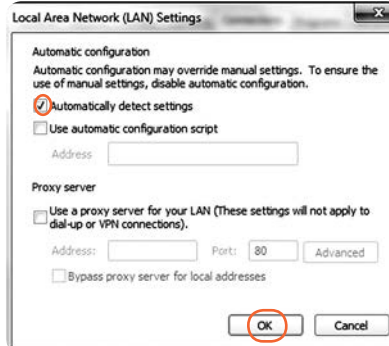 Local Area Network (LAN) Settings
Automatic configuration
Automatic configuration may override manual settings. To ensure the
use of manual settings, disable automatic configuration.
Automatically detect settings
Use automatic configuration script
Address
Proxy server
Use a proxy server for your LAN (These settings will not apply to
dial-up or VPN connections).
Address: Port: 80 Advanced
Bypass proxy server for local addresses
OK Cancel